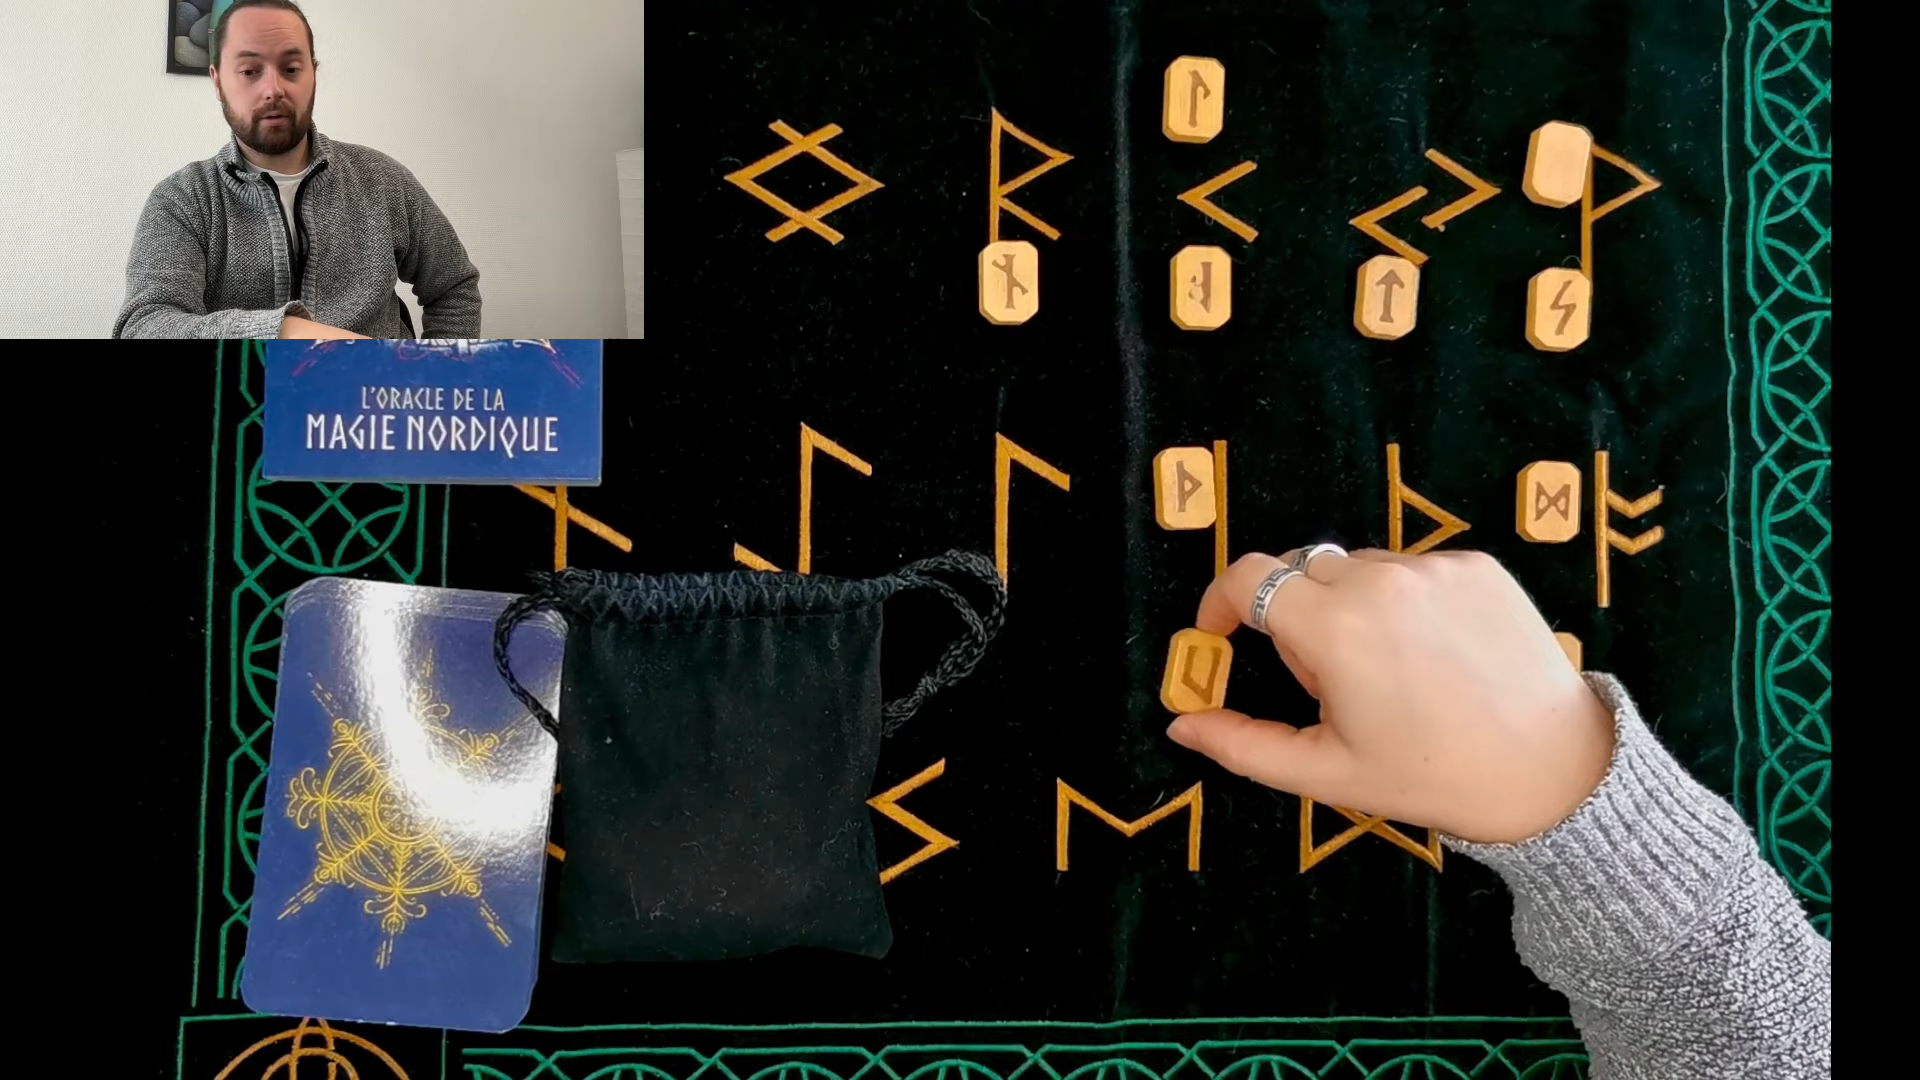 ᛚ
ᛝ ᚱ ᚲ ᛃ ᚹ
ᚾ ᛏ ᛋ
L'ORACLE DE LA
MAGIE NORDIQUE
ᛇ ᛚ ᚦ ᛁ ᚦ ᛞ ᚠ
ᚢ
ᛊ ᛖ ᛞ